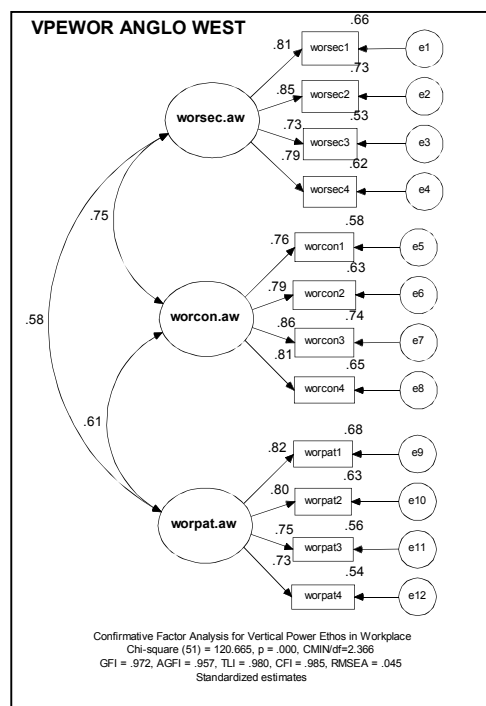 VPEWOR ANGLO WEST
.66
.81 worsec1 e1
.73
.85 worsec2 e2
.53
worsec.aw .73 worsec3 e3
.62
.79 worsec4 e4
.75
.58
.76 worcon1 e5
.63
.79 worcon2 e6
.74
.58 worcon.aw .86 worcon3 e7
.65
.81 worcon4 e8
.61
.68
.82 worpat1 e9
.63
.80 worpat2 e10
.56
worpat.aw .75 worpat3 e11
.54
.73 worpat4 e12
Confirmative Factor Analysis for Vertical Power Ethos in Workplace
Chi-square (51) = 120.665, p = .000, CMIN/df=2.366
GFI = .972, AGFI = .957, TLI = .980, CFI = .985, RMSEA = .045
Standardized estimates